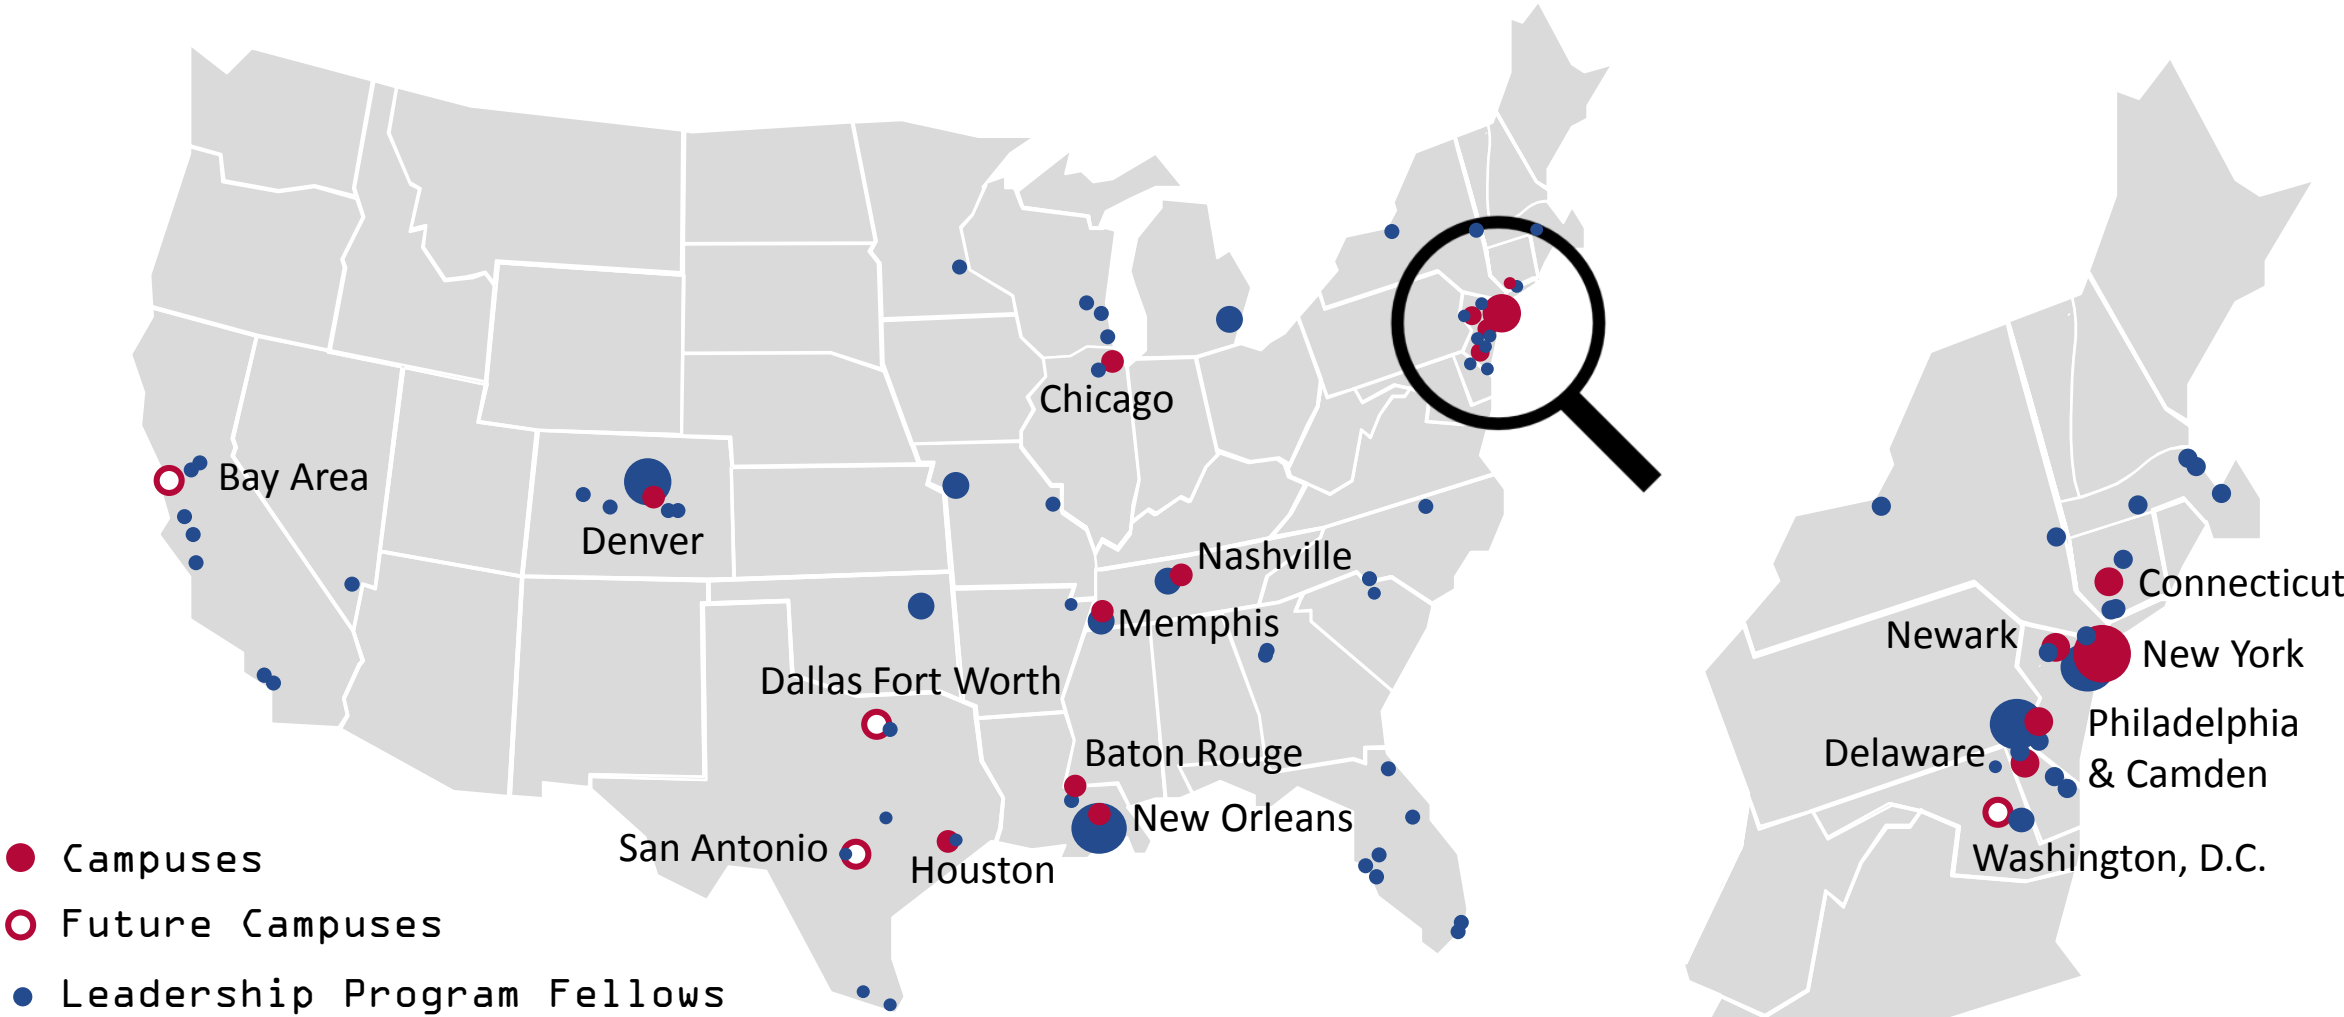 Chicago
Bay Area
Denver
Nashville
Memphis
Dallas Fort Worth
Baton Rouge
New Orleans
San Antonio
Houston
Connecticut
Newark
New York
Philadelphia
& Camden
Delaware
Washington, D.C.
Campuses
Future Campuses
Leadership Program Fellows